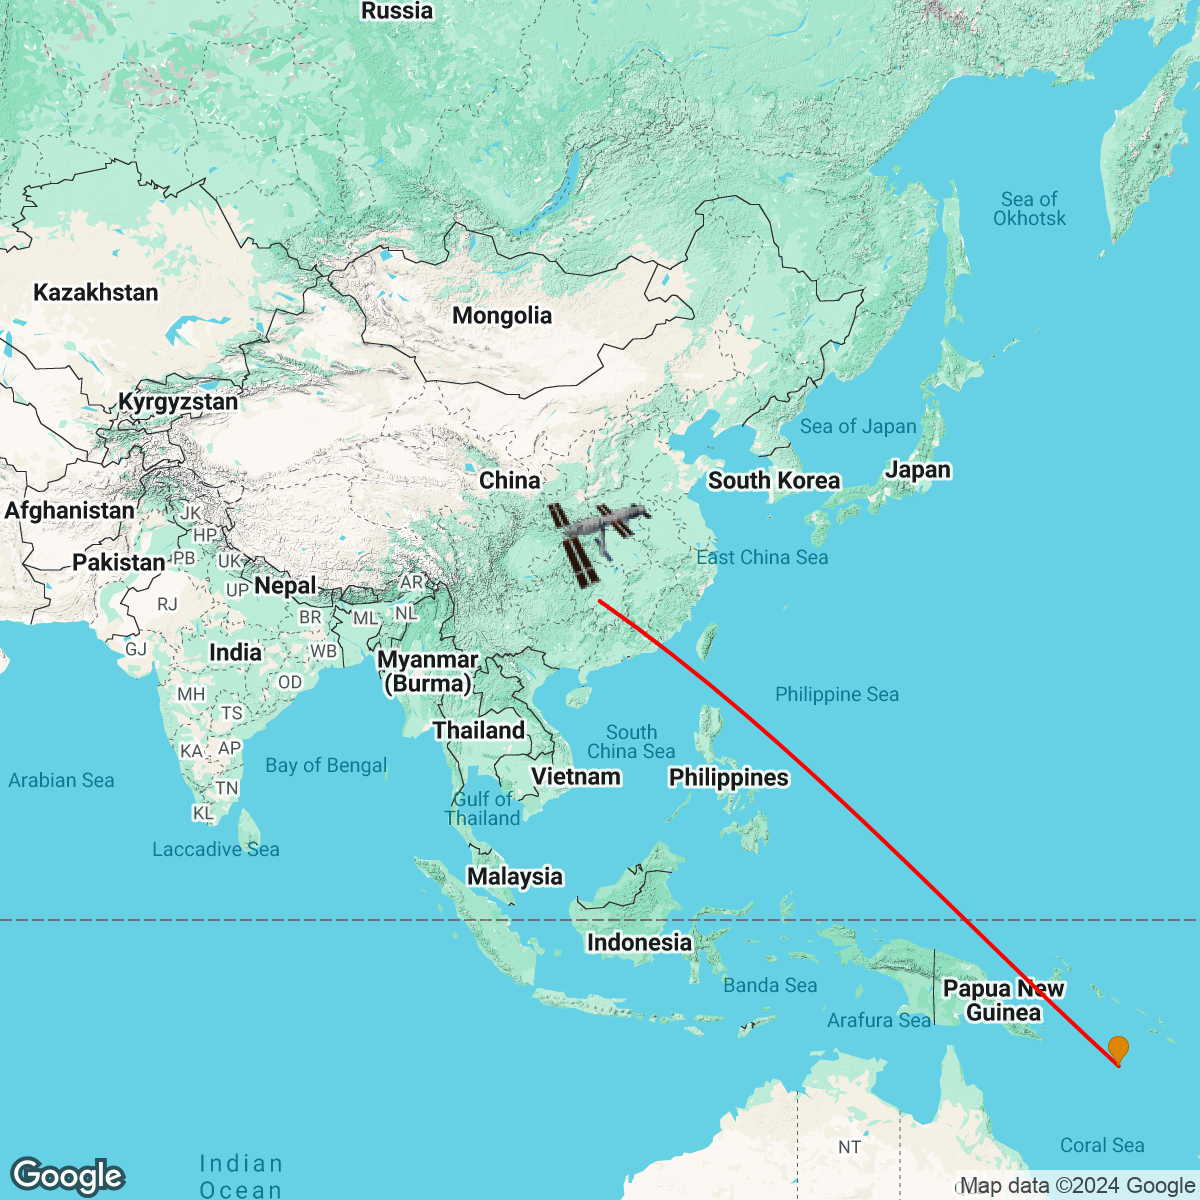 Russia
Sea of
Okhotsk
Kazakhstan
Mongolia
Kyrgyzstan
Sea of Japan
Japan
China
South Korea
Afghanistan
JK
HP
East China Sea
Pakistan
PB
UK
Nepal
AR
UP
RJ
BR
ML
NL
GJ
India
WB
Myanmar
(Burma)
OD
MH
Philippine Sea
TS
Thailand
South
China Sea
KA
AP
Bay of Bengal
Vietnam
Philippines
Arabian Sea
TN
Gulf of
Thailand
KL
Laccadive Sea
Malaysia
Indonesia
Banda Sea
Papua New
Guinea
Arafura Sea
NT
Coral Sea
Indian
Ocean
Google
Map data ©2024 Google